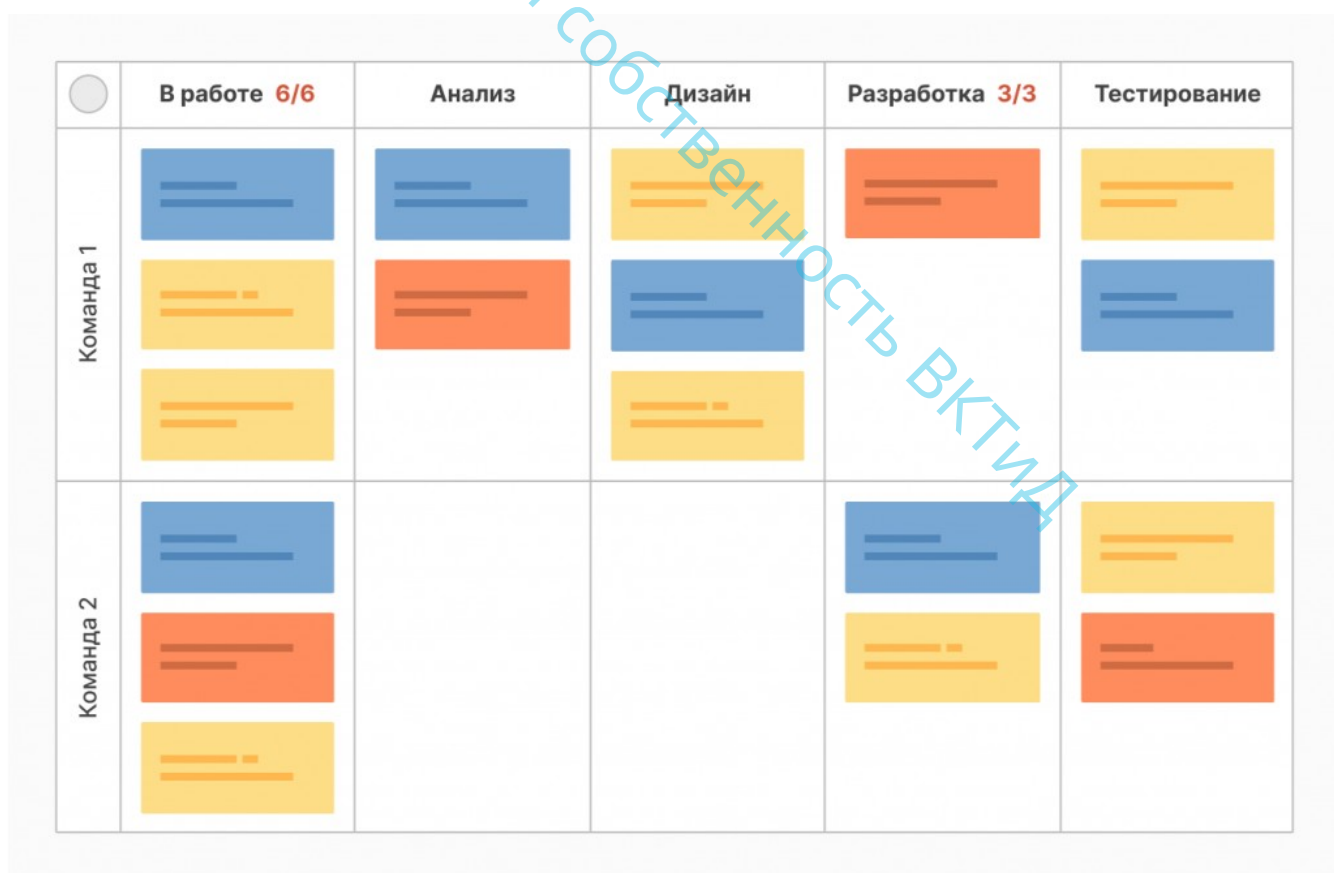 В работе 6/6
Анализ
Дизайн
Разработка 3/3
Тестирование
Команда 1
Команда 2
собственность ВКТиД